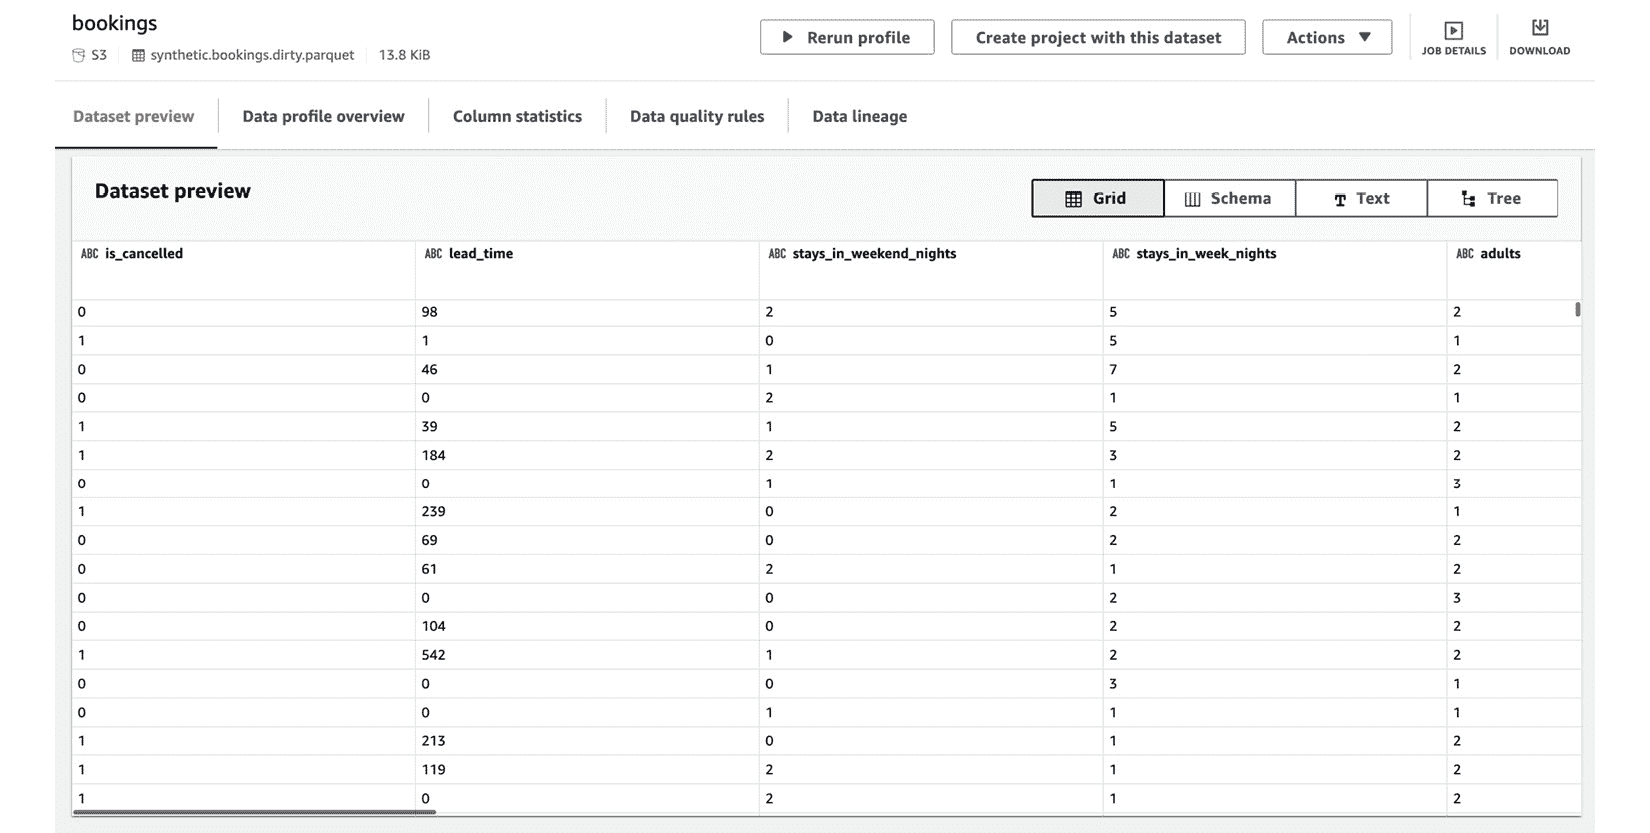 bookings
S3 synthetic.bookings.dirty.parquet 13.8 KiB
Rerun profile Create project with this dataset Actions JOB DETAILS DOWNLOAD
Dataset preview Data profile overview Column statistics Data quality rules Data lineage
Dataset preview
Grid Schema Text Tree
ABC is_cancelled ABC lead_time ABC stays_in_weekend_nights ABC stays_in_week_nights ABC adults
0 98 2 5 2
1 1 0 5 1
0 46 1 7 2
0 0 2 1 1
1 39 1 5 2
1 184 2 3 2
0 0 1 1 3
1 239 0 2 1
0 69 0 2 2
0 61 2 1 2
0 0 0 2 3
0 104 0 2 2
1 542 1 2 2
0 0 0 3 1
0 0 1 1 1
1 213 0 1 2
1 119 2 1 2
1 0 2 1 2